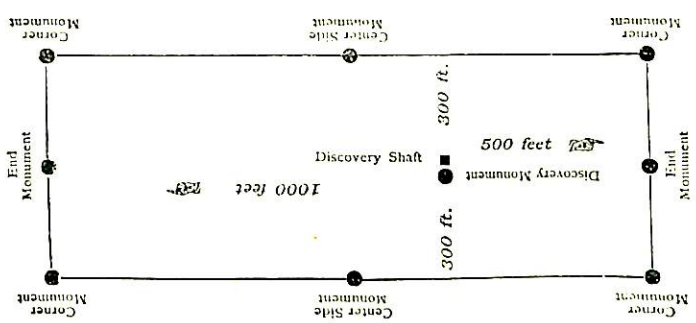 Corner
Monument
Center Side
Monument
Corner
Monument
End
Monument
300 ft.
500 feet
Discovery Shaft
Discovery Monument
1000 feet
300 ft.
End
Monument
Corner
Monument
Center Side
Monument
Corner
Monument